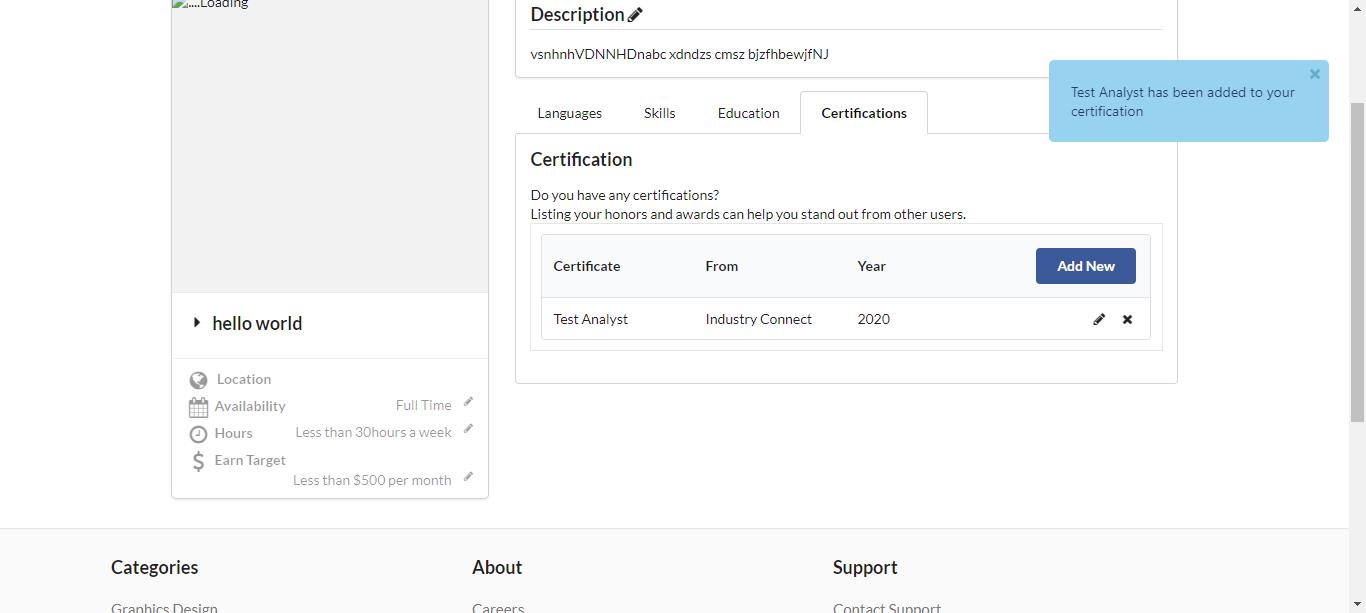 ....Loading
Description
vsnhnhVDNNHDnabc xdndzs cmsz bjzfhbewjfNJ
Test Analyst has been added to your
certification
Languages Skills Education Certifications
Certification
Do you have any certifications?
Listing your honors and awards can help you stand out from other users.
Certificate From Year Add New
Test Analyst Industry Connect 2020
hello world
Location
Availability Full Time
Hours Less than 30hours a week
Earn Target
Less than $500 per month
Categories About Support
Graphics Design Careers Contact Support